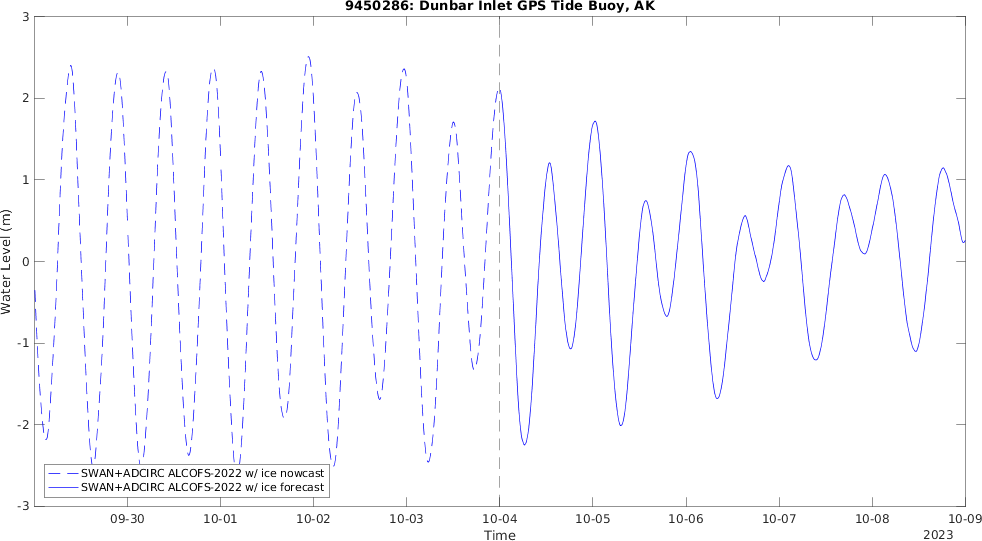 9450286: Dunbar Inlet GPS Tide Buoy, AK
3
2
1
0
-1
-2
-3
Water Level (m)
SWAN+ADCIRC ALCOFS-2022 w/ ice nowcast
SWAN+ADCIRC ALCOFS-2022 w/ ice forecast
09-30 10-01 10-02 10-03 10-04 10-05 10-06 10-07 10-08 10-09
Time
2023